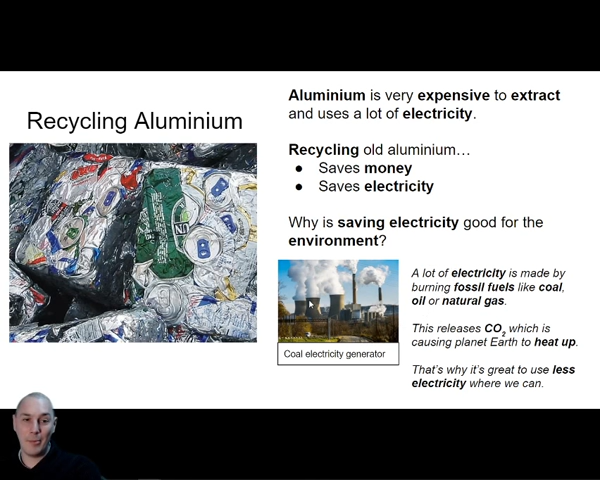 Recycling Aluminium
Aluminium is very expensive to extract
and uses a lot of electricity.
Recycling old aluminium…
● Saves money
● Saves electricity
Why is saving electricity good for the
environment?
Coal electricity generator
A lot of electricity is made by
burning fossil fuels like coal,
oil or natural gas.
This releases CO₂ which is
causing planet Earth to heat up.
That's why it's great to use less
electricity where we can.